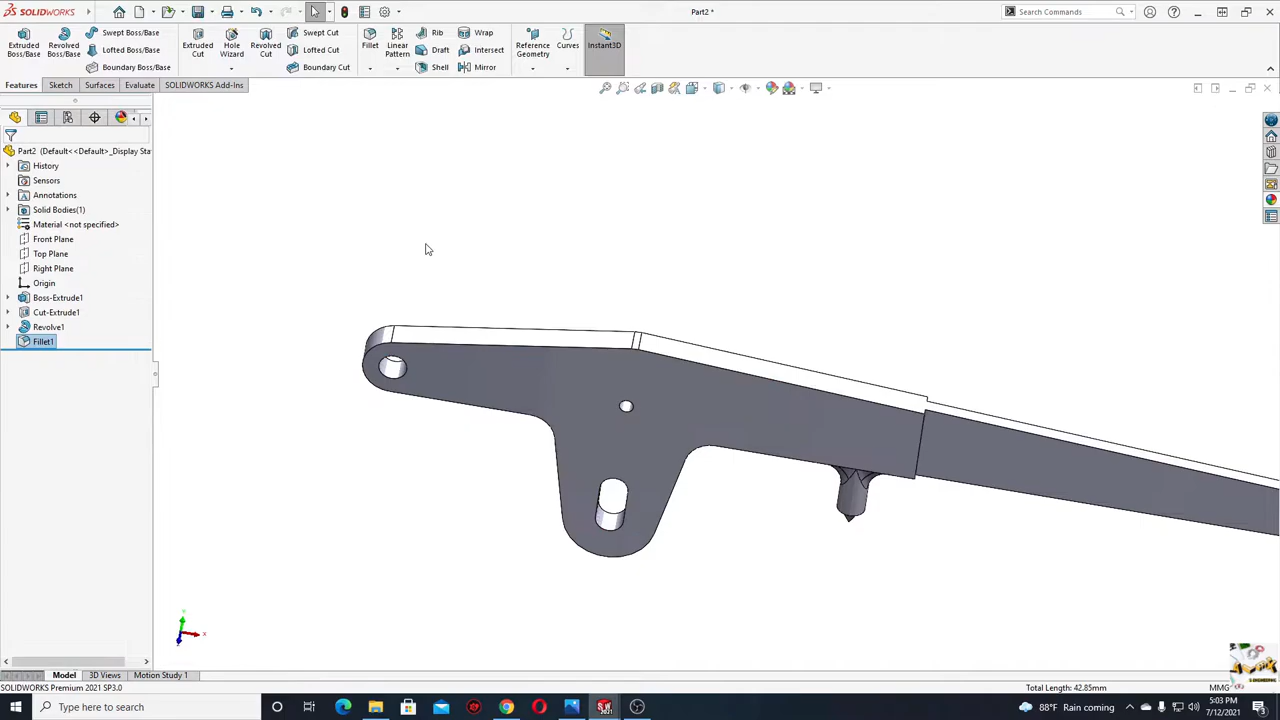 SOLIDWORKS
Part2 *
Search Commands
Extruded Boss/Base
Revolved Boss/Base
Swept Boss/Base
Lofted Boss/Base
Boundary Boss/Base
Extruded Cut
Hole Wizard
Revolved Cut
Swept Cut
Lofted Cut
Boundary Cut
Fillet
Linear Pattern
Rib
Draft
Shell
Wrap
Intersect
Mirror
Reference Geometry
Curves
Instant3D
Features
Sketch
Surfaces
Evaluate
SOLIDWORKS Add-Ins
Part2 (Default<<Default>_Display Sta
History
Sensors
Annotations
Solid Bodies(1)
Material <not specified>
Front Plane
Top Plane
Right Plane
Origin
Boss-Extrude1
Cut-Extrude1
Revolve1
Fillet1
Y
X
Z
Model
3D Views
Motion Study 1
SOLIDWORKS Premium 2021 SP3.0
Total Length: 42.85mm
MMG
Type here to search
88°F Raining now
5:03 PM
7/12/2021